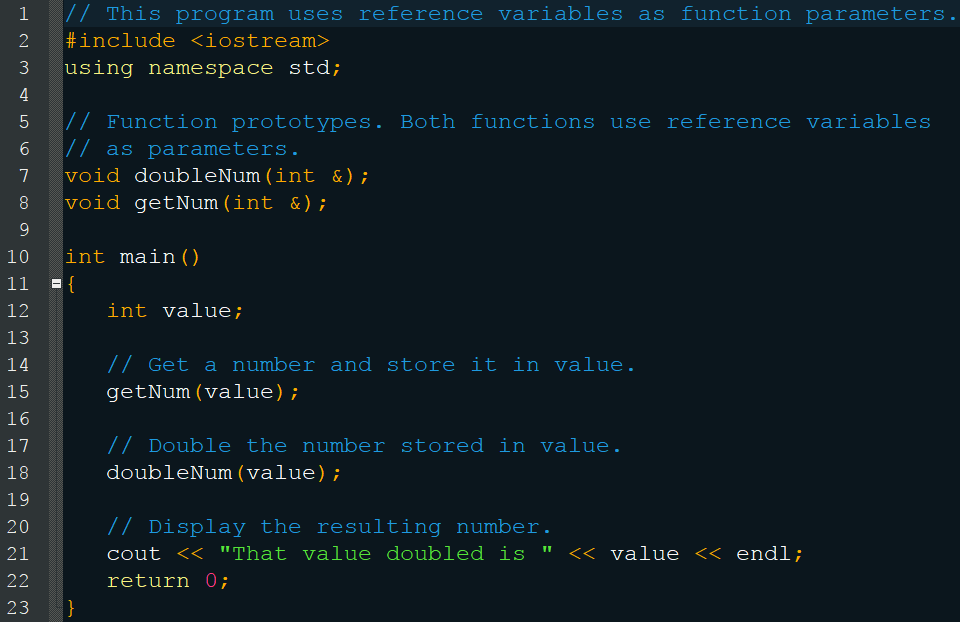 1 // This program uses reference variables as function parameters.
2 #include <iostream>
3 using namespace std;
4
5 // Function prototypes. Both functions use reference variables
6 // as parameters.
7 void doubleNum(int &);
8 void getNum(int &);
9
10 int main()
11 {
12    int value;
13
14    // Get a number and store it in value.
15    getNum(value);
16
17    // Double the number stored in value.
18    doubleNum(value);
19
20    // Display the resulting number.
21    cout << "That value doubled is " << value << endl;
22    return 0;
23 }